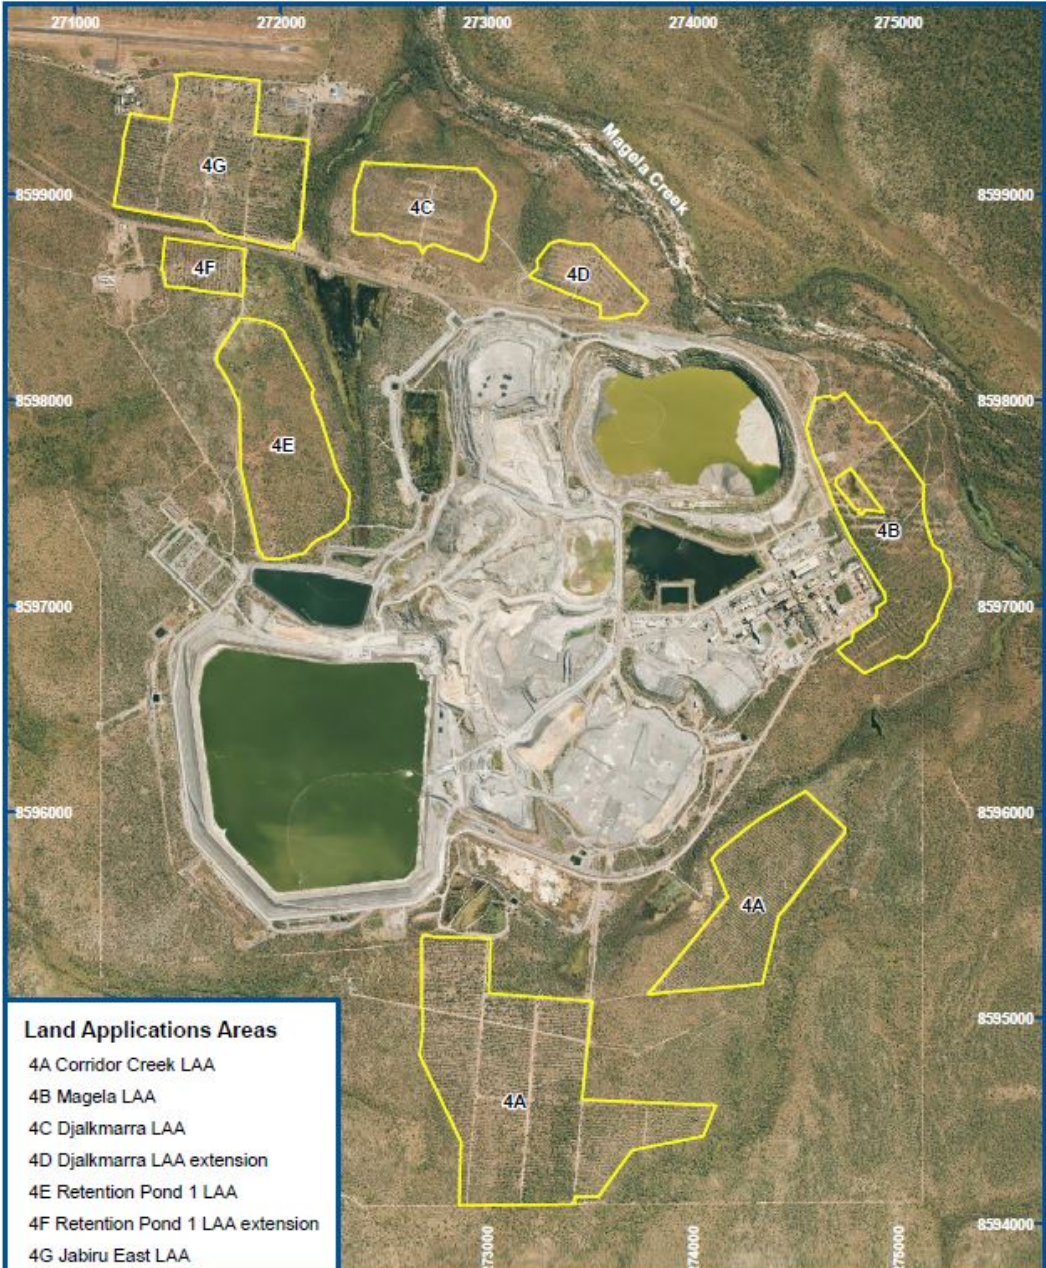 271000
272000
273000
274000
275000
Magela Creek
4G
8599000
4C
8599000
4F
4D
8598000
8598000
4E
4B
8597000
8597000
8596000
8596000
4A
8595000
8595000
4A
Land Applications Areas
4A Corridor Creek LAA
4B Magela LAA
4C Djalkmarra LAA
4D Djalkmarra LAA extension
4E Retention Pond 1 LAA
4F Retention Pond 1 LAA extension
4G Jabiru East LAA
8594000
273000
274000
275000